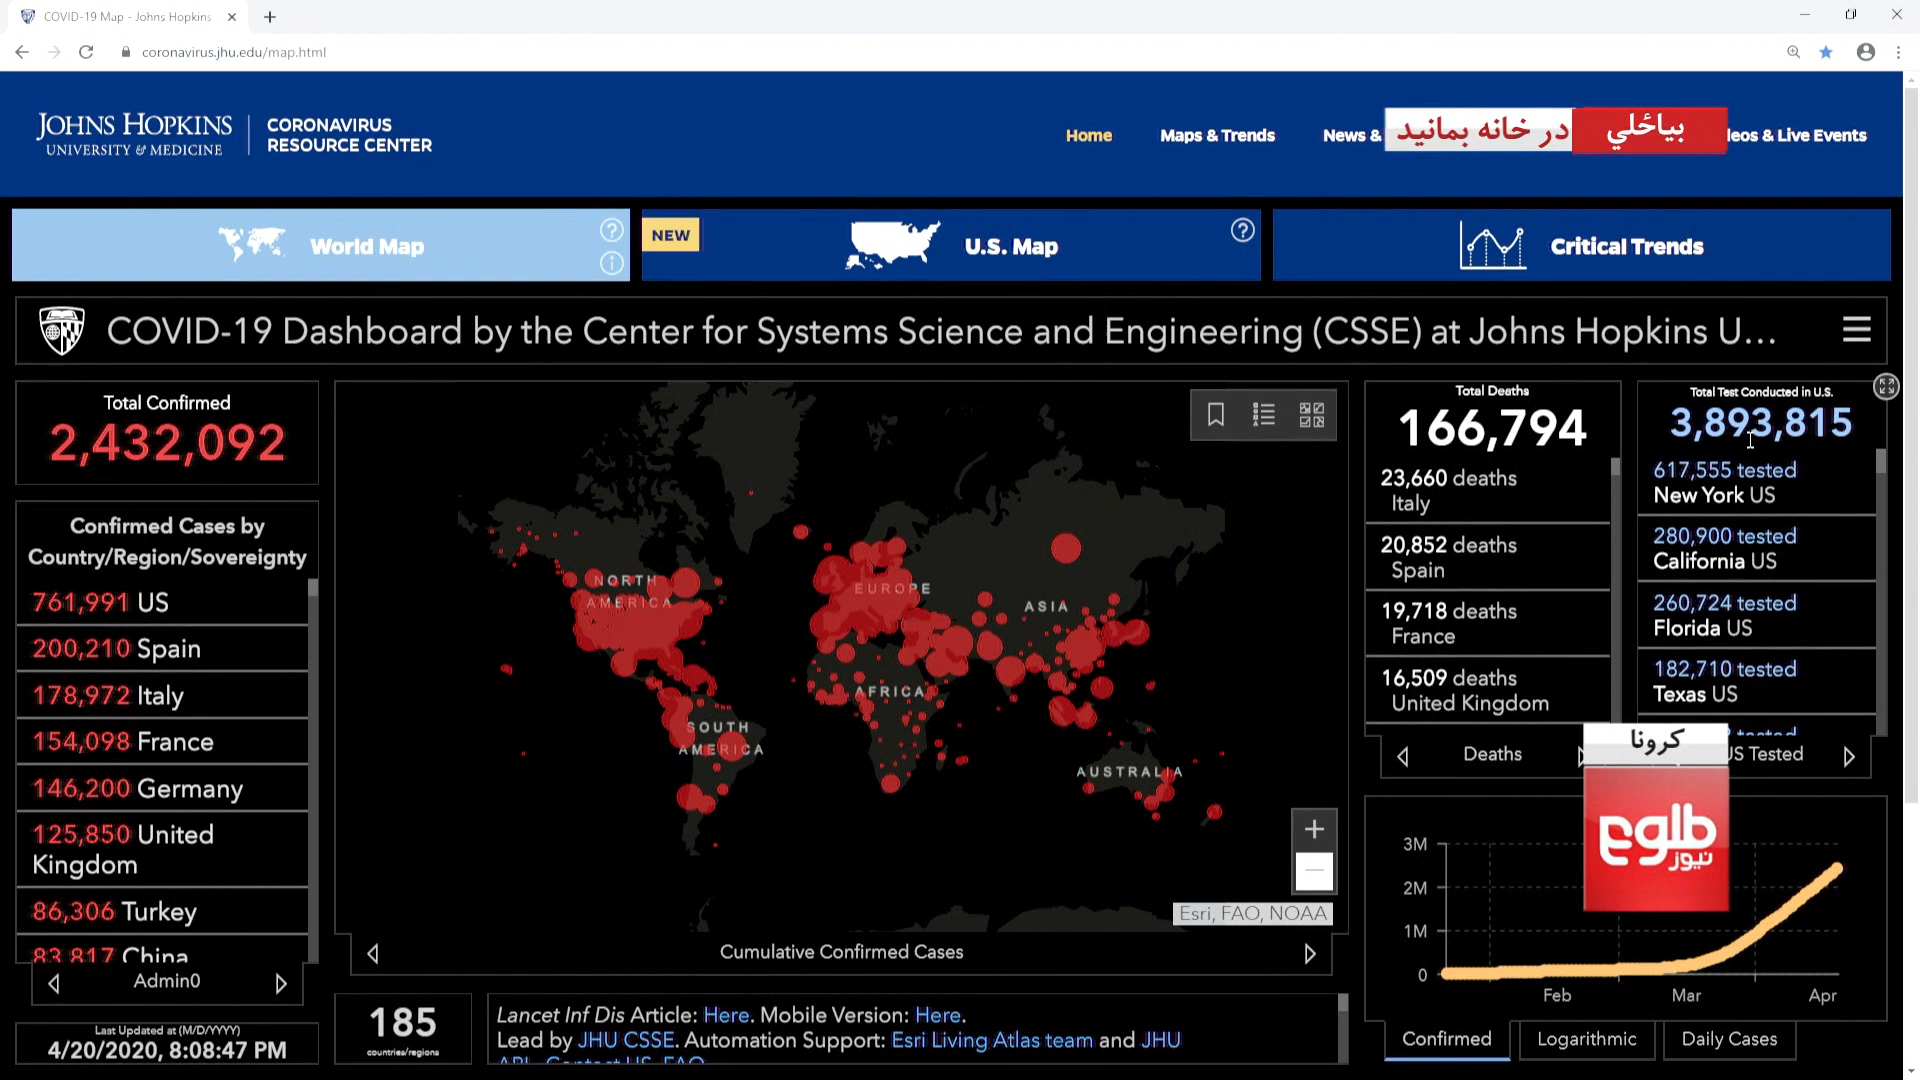 COVID-19 Map - Johns Hopkins
coronavirus.jhu.edu/map.html
JOHNS HOPKINS
UNIVERSITY & MEDICINE
CORONAVIRUS
RESOURCE CENTER
Home
Maps & Trends
News &
در خانه بمانید
بیاځلي
eos & Live Events
World Map
NEW
U.S. Map
Critical Trends
COVID-19 Dashboard by the Center for Systems Science and Engineering (CSSE) at Johns Hopkins U...
Total Confirmed
2,432,092
Confirmed Cases by
Country/Region/Sovereignty
761,991 US
200,210 Spain
178,972 Italy
154,098 France
146,200 Germany
125,850 United
Kingdom
86,306 Turkey
83,817 China
Admin0
Last Updated at (M/D/YYYY)
4/20/2020, 8:08:47 PM
NORTH
AMERICA
EUROPE
ASIA
AFRICA
SOUTH
AMERICA
AUSTRALIA
Esri, FAO, NOAA
Cumulative Confirmed Cases
185
countries/regions
Lancet Inf Dis Article: Here. Mobile Version: Here.
Lead by JHU CSSE. Automation Support: Esri Living Atlas team and JHU
APL. Contact US. FAQ.
Total Deaths
166,794
23,660 deaths
Italy
20,852 deaths
Spain
19,718 deaths
France
16,509 deaths
United Kingdom
Deaths
Total Test Conducted in U.S.
3,893,815
617,555 tested
New York US
280,900 tested
California US
260,724 tested
Florida US
182,710 tested
Texas US
tested
US Tested
کرونا
طلوع
نیوز
3M
2M
1M
0
Feb
Mar
Apr
Confirmed
Logarithmic
Daily Cases